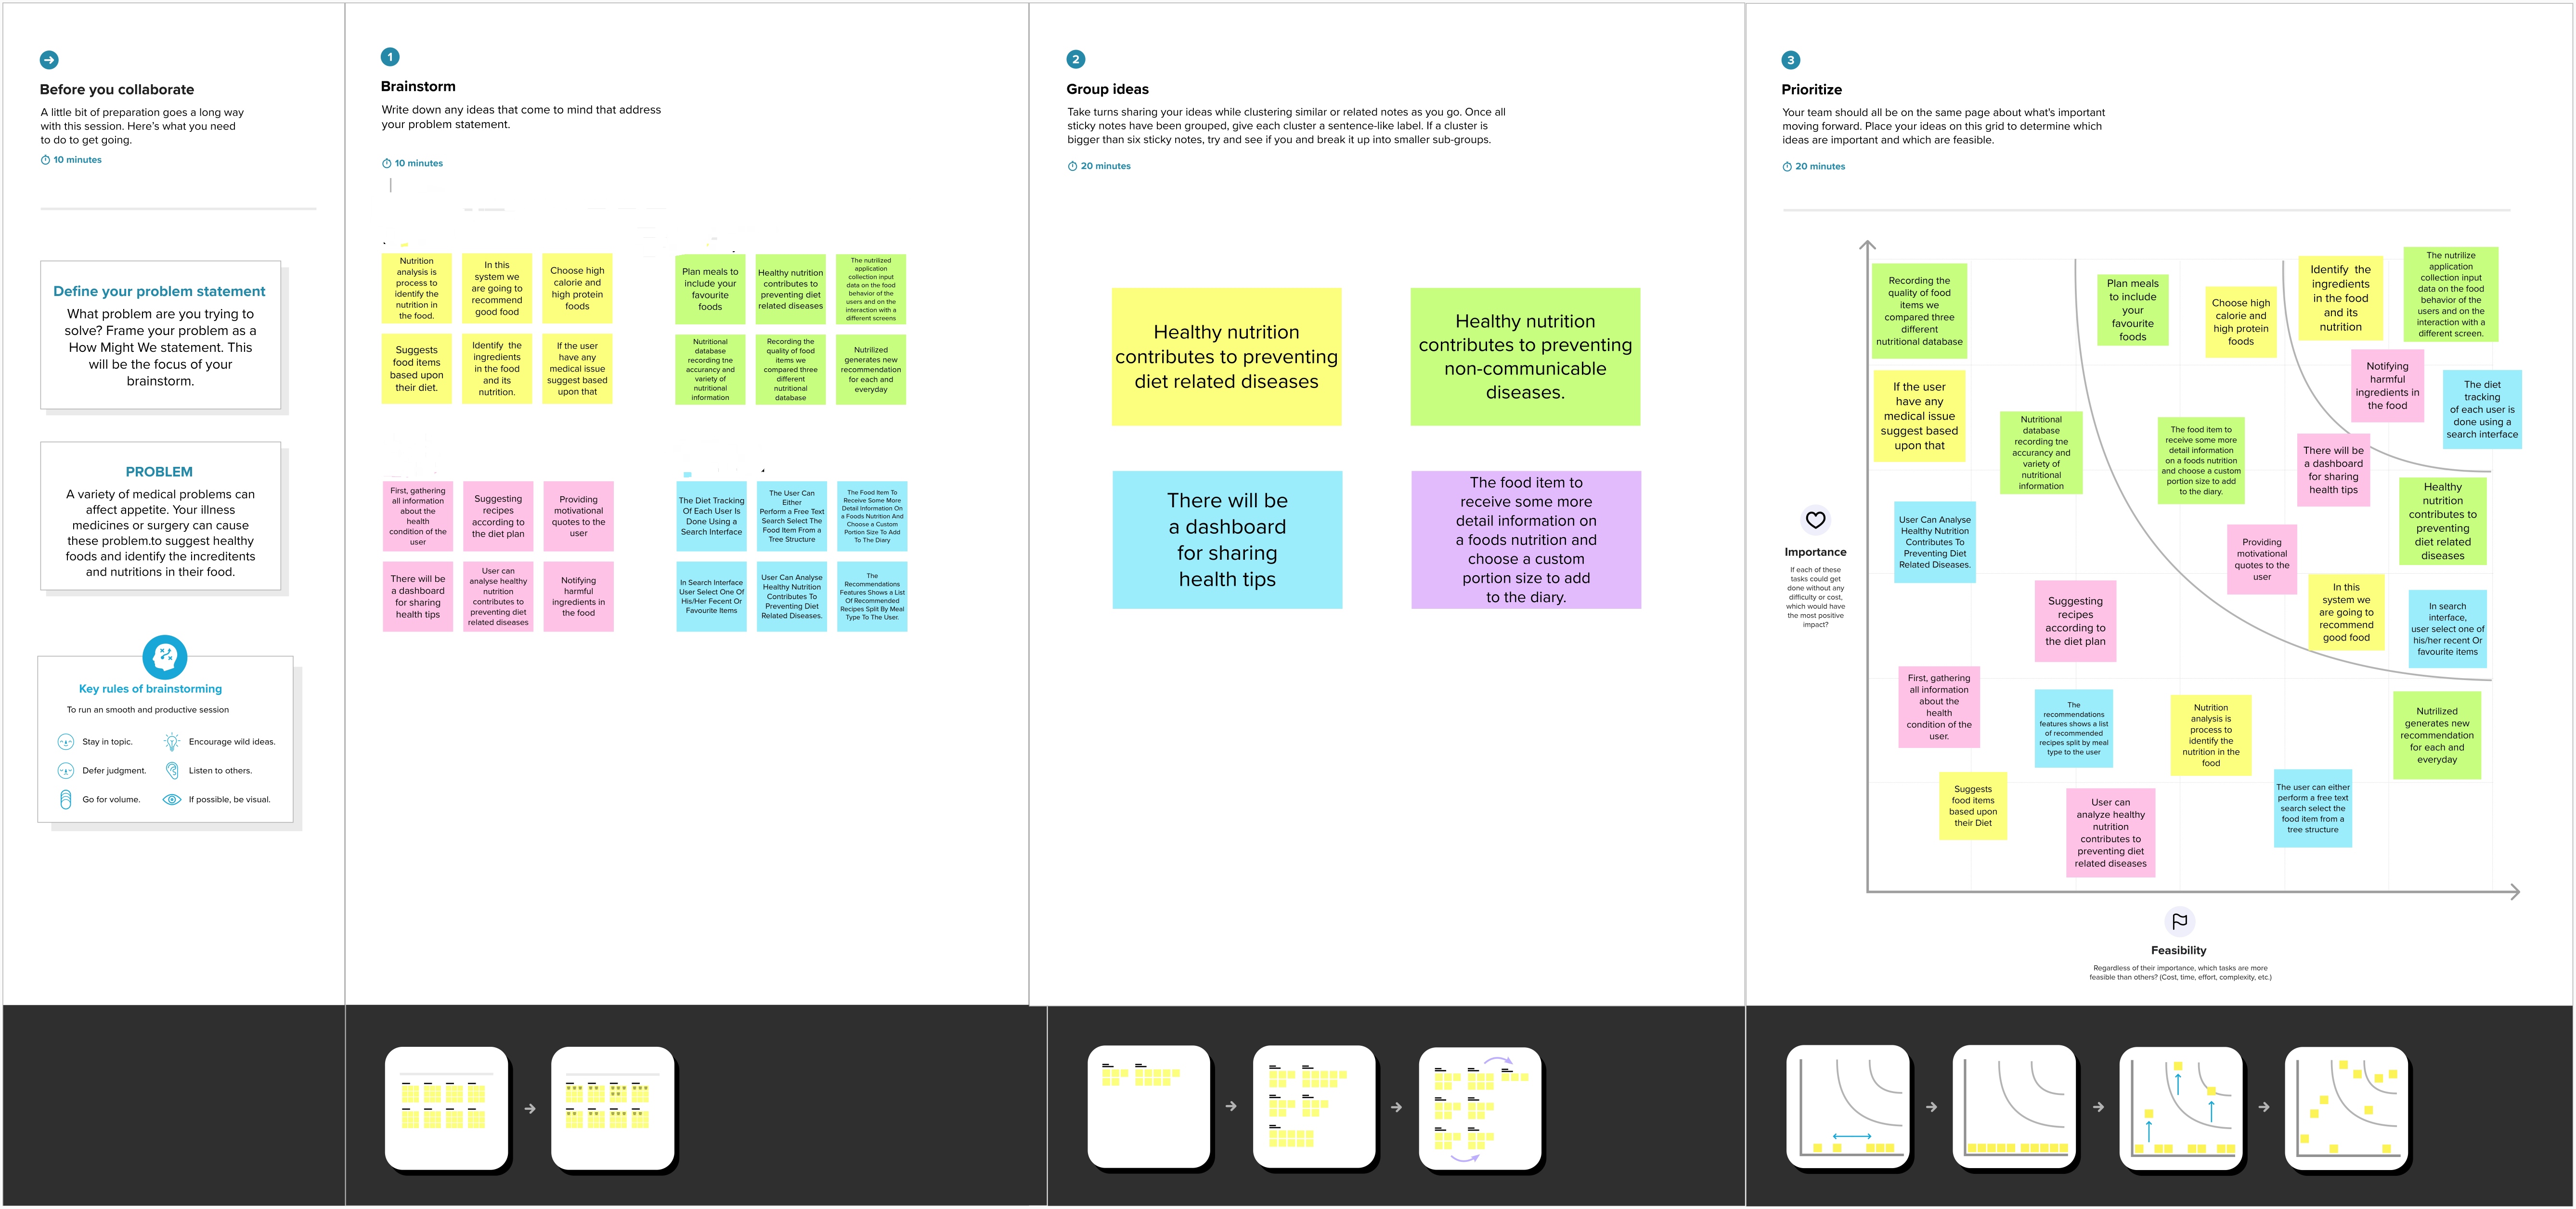 Before you collaborate
A little bit of preparation goes a long way
with this session. Here's what you need
to do to get going.
10 minutes
Define your problem statement
What problem are you trying to
solve? Frame your problem as a
How Might We statement. This
will be the focus of your
brainstorm.
PROBLEM
A variety of medical problems can
affect appetite. Your illness
medicines or surgery can cause
these problem.to suggest healthy
foods and identify the increditents
and nutritions in their food.
Key rules of brainstorming
To run an smooth and productive session
Stay in topic.
Encourage wild ideas.
Defer judgment.
Listen to others.
Go for volume.
If possible, be visual.
1
Brainstorm
Write down any ideas that come to mind that address
your problem statement.
10 minutes
Nutrition
analysis is
process to
identify the
nutrition in
the food.
In this
system we
are going to
recommend
good food
Choose high
calorie and
high protein
foods
Suggests
food items
based upon
their diet.
Identify the
ingredients
in the food
and its
nutrition.
If the user
have any
medical issue
suggest based
upon that
Plan meals to
include your
favourite
foods
Healthy nutrition
contributes to
preventing diet
related diseases
The nutrilized
application
collection input
data on the food
behavior of the
users and on the
interaction with a
different screens
Nutritional
database
recording tne
accurancy and
variety of
nutritional
information
Recording the
quality of food
items we
compared three
different
nutritional
database
Nutrilized
generates new
recommendation
for each and
everyday
First, gathering
all information
about the
health
condition of the
user
Suggesting
recipes
according to
the diet plan
Providing
motivational
quotes to the
user
There will be
a dashboard
for sharing
health tips
User can
analyse healthy
nutrition
contributes to
preventing diet
related diseases
Notifying
harmful
ingredients in
the food
The Diet Tracking
Of Each User Is
Done Using a
Search Interface
The User Can
Either
Perform a Free Text
Search Select The
Food Item From a
Tree Structure
The Food Item To
Receive Some More
Detail Information On
a Foods Nutrition And
Choose a Custom
Portion Size To Add
To The Diary
In Search Interface
User Select One Of
His/Her Fecent Or
Favourite Items
User Can Analyse
Healthy Nutrition
Contributes To
Preventing Diet
Related Diseases.
The
Recommendations
Features Shows a List
Of Recommended
Recipes Split By Meal
Type To The User.
2
Group ideas
Take turns sharing your ideas while clustering similar or related notes as you go. Once all
sticky notes have been grouped, give each cluster a sentence-like label. If a cluster is
bigger than six sticky notes, try and see if you and break it up into smaller sub-groups.
20 minutes
Healthy nutrition
contributes to preventing
diet related diseases
Healthy nutrition
contributes to preventing
non-communicable
diseases.
There will be
a dashboard
for sharing
health tips
The food item to
receive some more
detail information on
a foods nutrition and
choose a custom
portion size to add
to the diary.
3
Prioritize
Your team should all be on the same page about what's important
moving forward. Place your ideas on this grid to determine which
ideas are important and which are feasible.
20 minutes
Recording the
quality of food
items we
compared three
different
nutritional database
Plan meals
to include
your
favourite
foods
Choose high
calorie and
high protein
foods
Identify the
ingredients
in the food
and its
nutrition
The nutrilize
application
collection input
data on the food
behavior of the
users and on the
interaction with a
different screen.
Notifying
harmful
ingredients in
the food
The diet
tracking
of each user is
done using a
search interface
If the user
have any
medical issue
suggest based
upon that
Nutritional
database
recording tne
accurancy and
variety of
nutritional
information
The food item to
receive some more
detail information
on a foods nutrition
and choose a custom
portion size to add
to the diary.
There will be
a dashboard
for sharing
health tips
Healthy
nutrition
contributes to
preventing
diet related
diseases
User Can Analyse
Healthy Nutrition
Contributes To
Preventing Diet
Related Diseases.
Providing
motivational
quotes to the
user
Suggesting
recipes
according to
the diet plan
In this
system we
are going to
recommend
good food
In search
interface,
user select one of
his/her recent Or
favourite items
First, gathering
all information
about the
health
condition of the
user.
The
recommendations
features shows a list
of recommended
recipes split by meal
type to the user
Nutrition
analysis is
process to
identify the
nutrition in the
food
Nutrilized
generates new
recommendation
for each and
everyday
Suggests
food items
based upon
their Diet
User can
analyze healthy
nutrition
contributes to
preventing diet
related diseases
The user can either
perform a free text
search select the
food item from a
tree structure
Importance
If each of these
tasks could get
done without any
difficulty or cost,
which would have
the most positive
impact?
Feasibility
Regardless of their importance, which tasks are more
feasible than others? (Cost, time, effort, complexity, etc.)